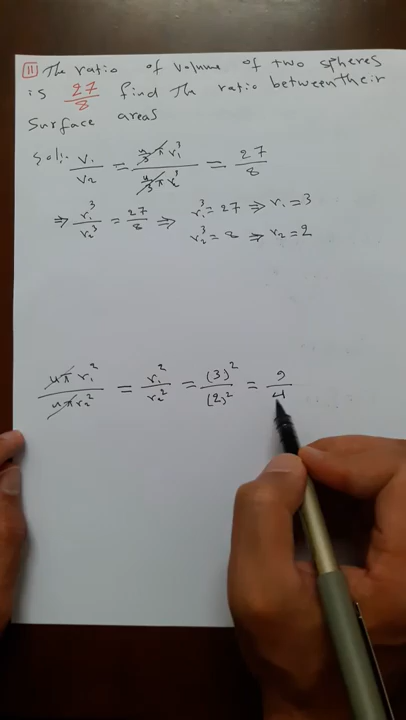 11 The ratio of volume of two spheres
is 27/8 find The ratio between their
surface areas
Sol:- V₁/V₂ = (4/3 π r₁³)/(4/3 π r₂³) = 27/8
⇒ r₁³/r₂³ = 27/8 ⇒ r₁³ = 27 ⇒ r₁ = 3
r₂³ = 8 ⇒ r₂ = 2
4π r₁²/4π r₂² = r₁²/r₂² = (3)²/(2)² = 9/4